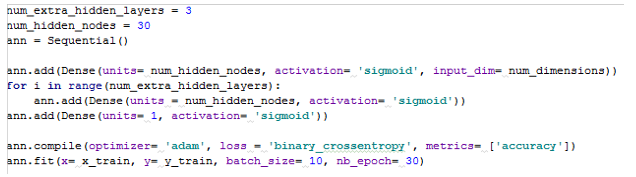 num_extra_hidden_layers = 3
num_hidden_nodes = 30
ann = Sequential()
ann.add(Dense(units= num_hidden_nodes, activation= 'sigmoid', input_dim= num_dimensions))
for i in range(num_extra_hidden_layers):
    ann.add(Dense(units = num_hidden_nodes, activation= 'sigmoid'))
ann.add(Dense(units= 1, activation= 'sigmoid'))
ann.compile(optimizer= 'adam', loss = 'binary_crossentropy', metrics= ['accuracy'])
ann.fit(x= x_train, y= y_train, batch_size= 10, nb_epoch= 30)